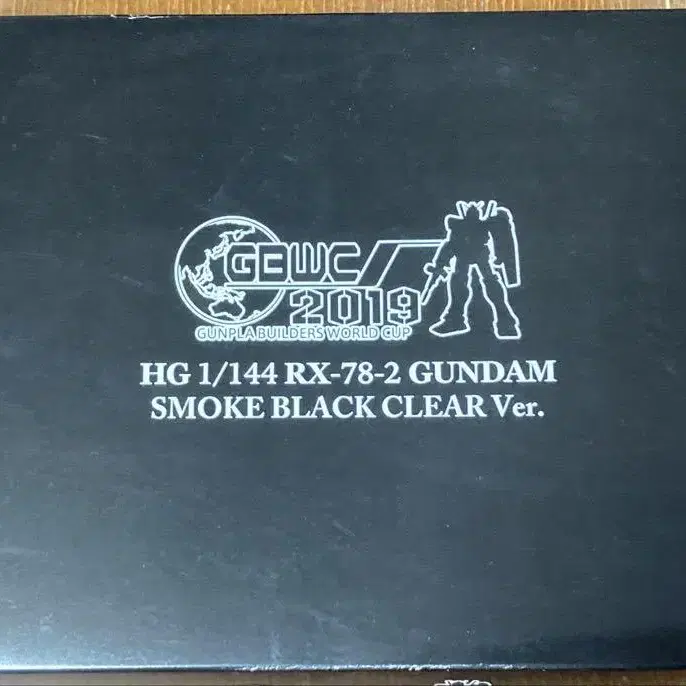 GBWC
2019
GUNPLA BUILDERS WORLD CUP
HG 1/144 RX-78-2 GUNDAM
SMOKE BLACK CLEAR Ver.